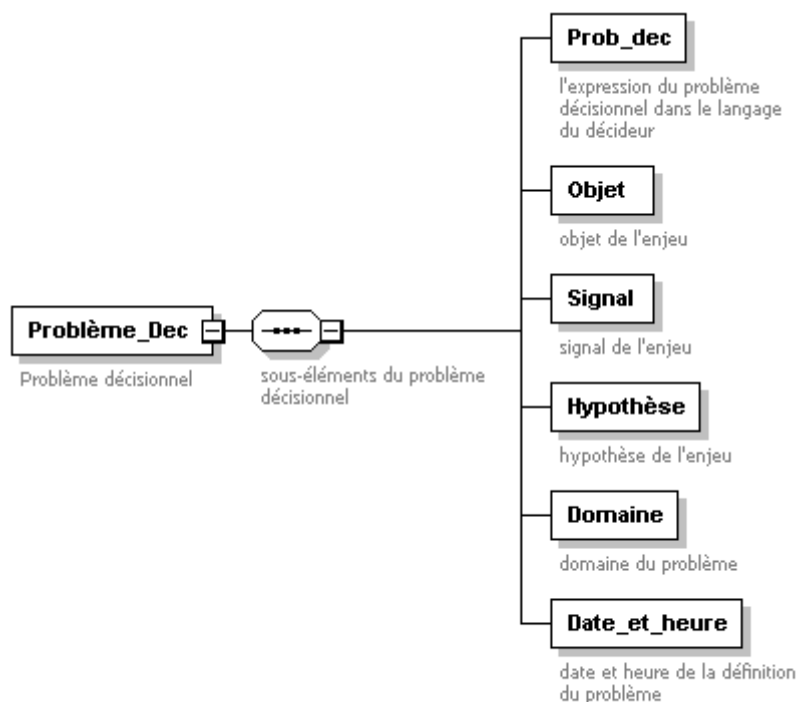 Prob_dec
l'expression du problème
décisionnel dans le langage
du décideur
Objet
objet de l'enjeu
Signal
signal de l'enjeu
Problème_Dec
Problème décisionnel
sous-éléments du problème
décisionnel
Hypothèse
hypothèse de l'enjeu
Domaine
domaine du problème
Date_et_heure
date et heure de la définition
du problème